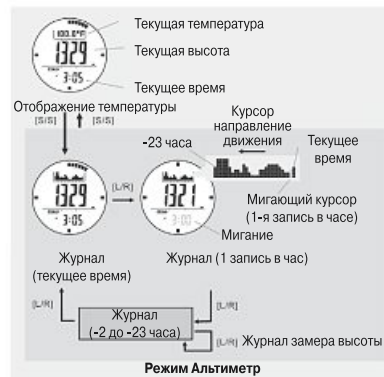 Текущая температура
100.0°F
Текущая высота
1329
3:05
Текущее время
Отображение температуры
[S/S] [S/S]
Курсор
направление
движения
-23 часа
Текущее
время
1329
3:05
[L/R]
1321
3:00
Мигающий курсор
(1-я запись в часе)
Мигание
Журнал
(текущее время)
Журнал (1 запись в час)
[L/R]
[L/R]
Журнал
(-2 до -23 часа)
[L/R] Журнал замера высоты
Режим Альтиметр